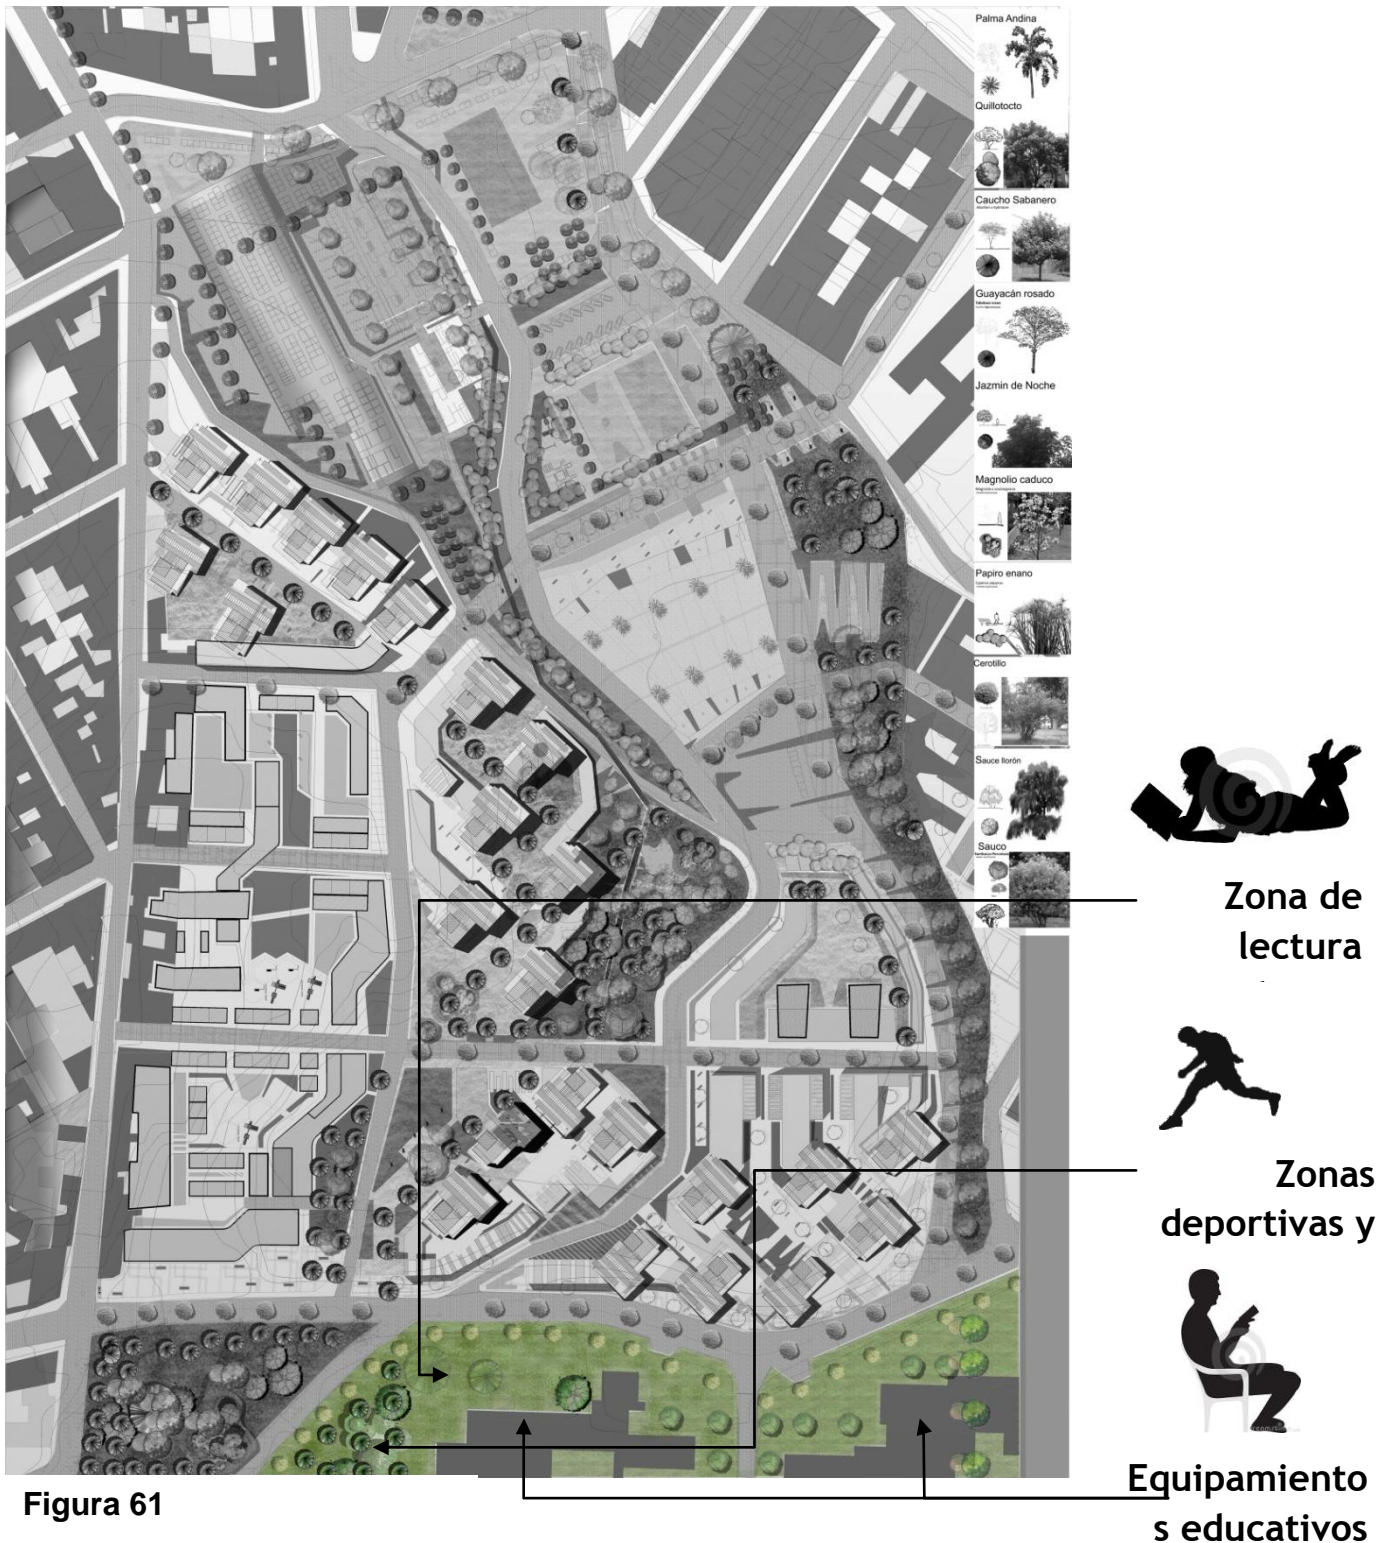 Palma Andina
Quillotocto
Caucho Sabanero
Guayacán rosado
Jazmin de Noche
Magnolio caduco
Papiro enano
Cerotillo
Sauce llorón
Sauco
Zona de
lectura
Zonas
deportivas y
Equipamiento
s educativos
Figura 61